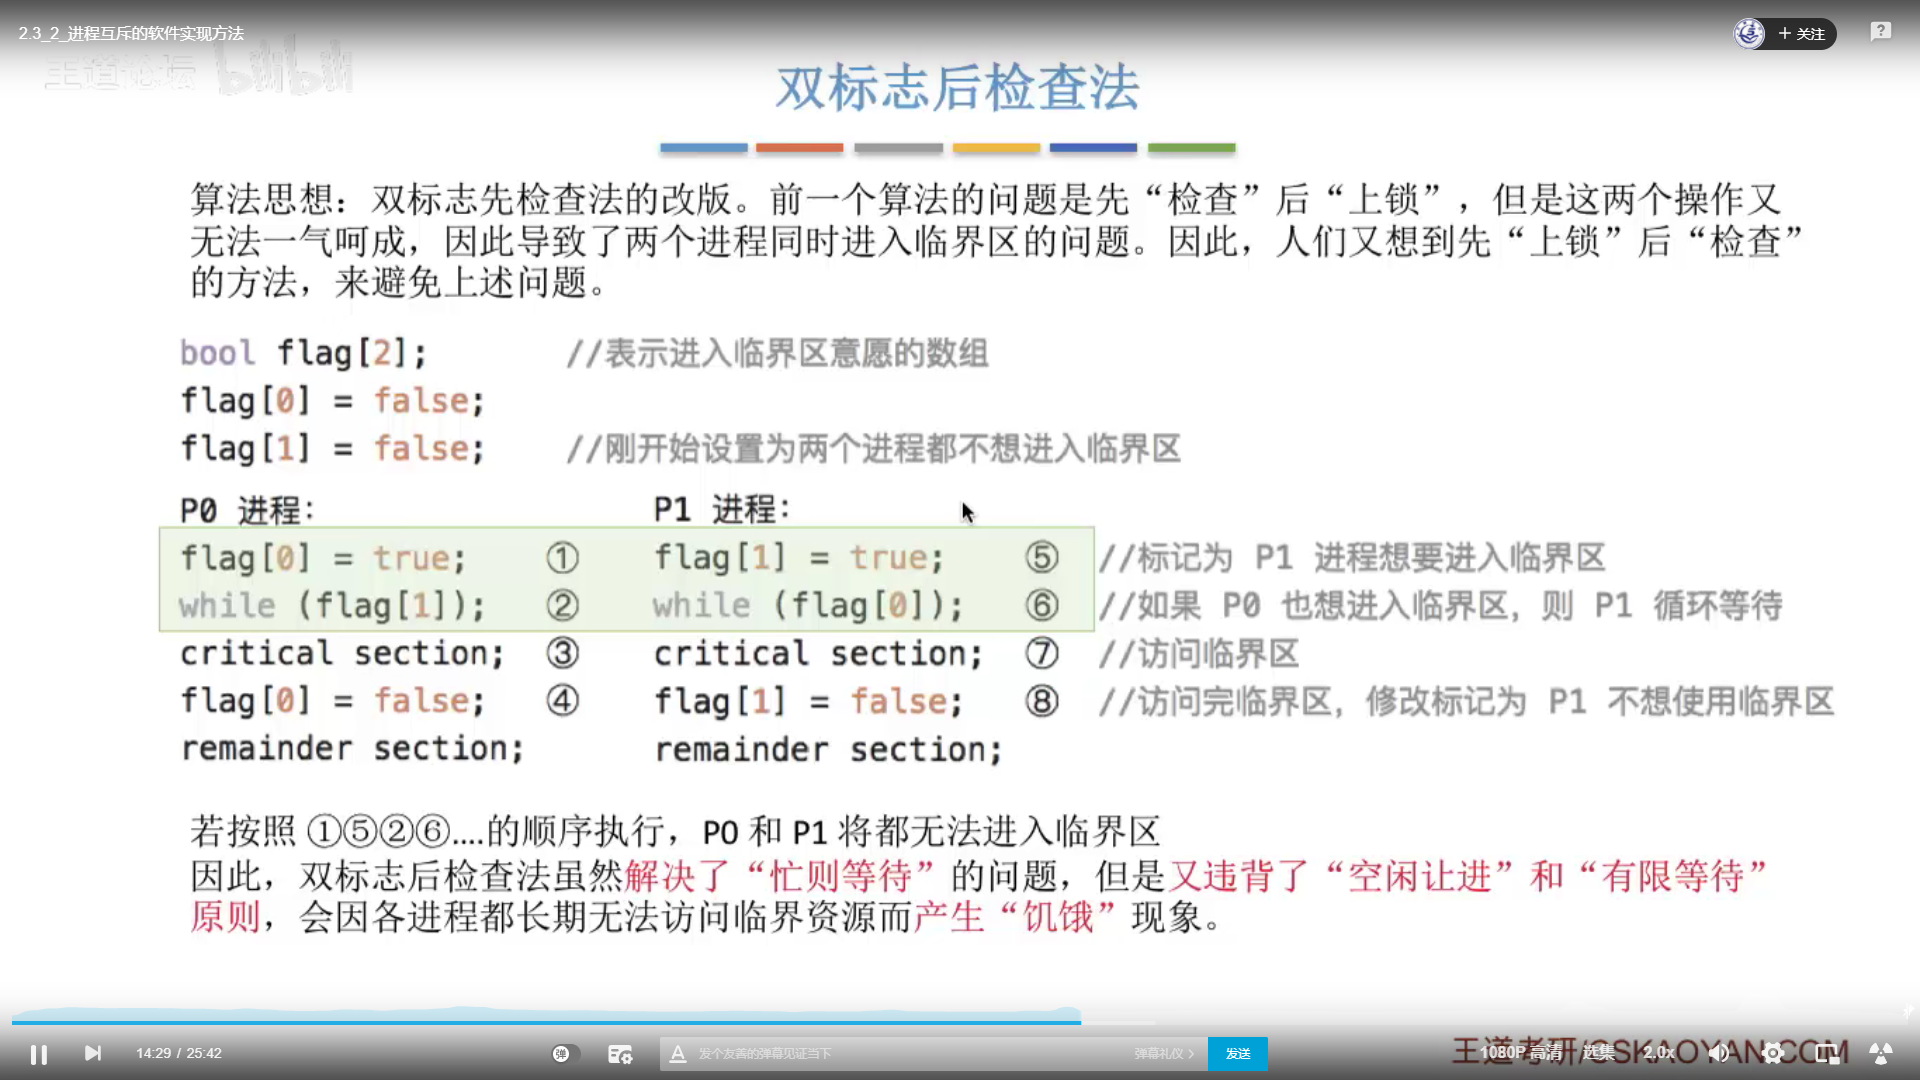 2.3_2_进程互斥的软件实现方法
+ 关注
王道论坛 bilibili
双标志后检查法
算法思想：双标志先检查法的改版。前一个算法的问题是先“检查”后“上锁”，但是这两个操作又
无法一气呵成，因此导致了两个进程同时进入临界区的问题。因此，人们又想到先“上锁”后“检查”
的方法，来避免上述问题。
bool flag[2]; //表示进入临界区意愿的数组
flag[0] = false;
flag[1] = false; //刚开始设置为两个进程都不想进入临界区
P0 进程： P1 进程：
flag[0] = true; ① flag[1] = true; ⑤ //标记为 P1 进程想要进入临界区
while (flag[1]); ② while (flag[0]); ⑥ //如果 P0 也想进入临界区，则 P1 循环等待
critical section; ③ critical section; ⑦ //访问临界区
flag[0] = false; ④ flag[1] = false; ⑧ //访问完临界区，修改标记为 P1 不想使用临界区
remainder section; remainder section;
若按照 ①⑤②⑥....的顺序执行，P0 和 P1 将都无法进入临界区
因此，双标志后检查法虽然解决了“忙则等待”的问题，但是又违背了“空闲让进”和“有限等待”
原则，会因各进程都长期无法访问临界资源而产生“饥饿”现象。
14:29 / 25:42
弹
A 发个友善的弹幕见证当下
弹幕礼仪 >
发送
王道考研/CSKAOYAN.COM
1080P 高清 选集 2.0x